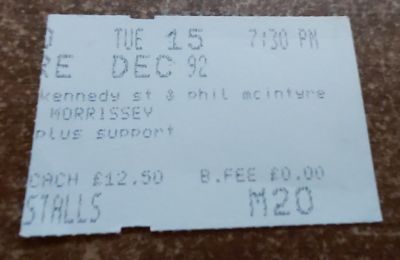 TUE 15 7:30 PM
RE DEC 92
kennedy st & phil mcintyre
MORRISSEY
plus support
CACH £12.50 B.FEE £0.00
STALLS M20